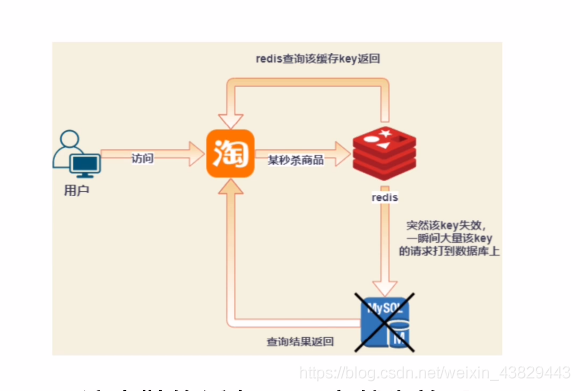 redis查询该缓存key返回
淘
访问
某秒杀商品
用户
redis
突然该key失效,
一瞬间大量该key
的请求打到数据库上
MySQL
M
查询结果返回
https://blog.csdn.net/weixin_43829443